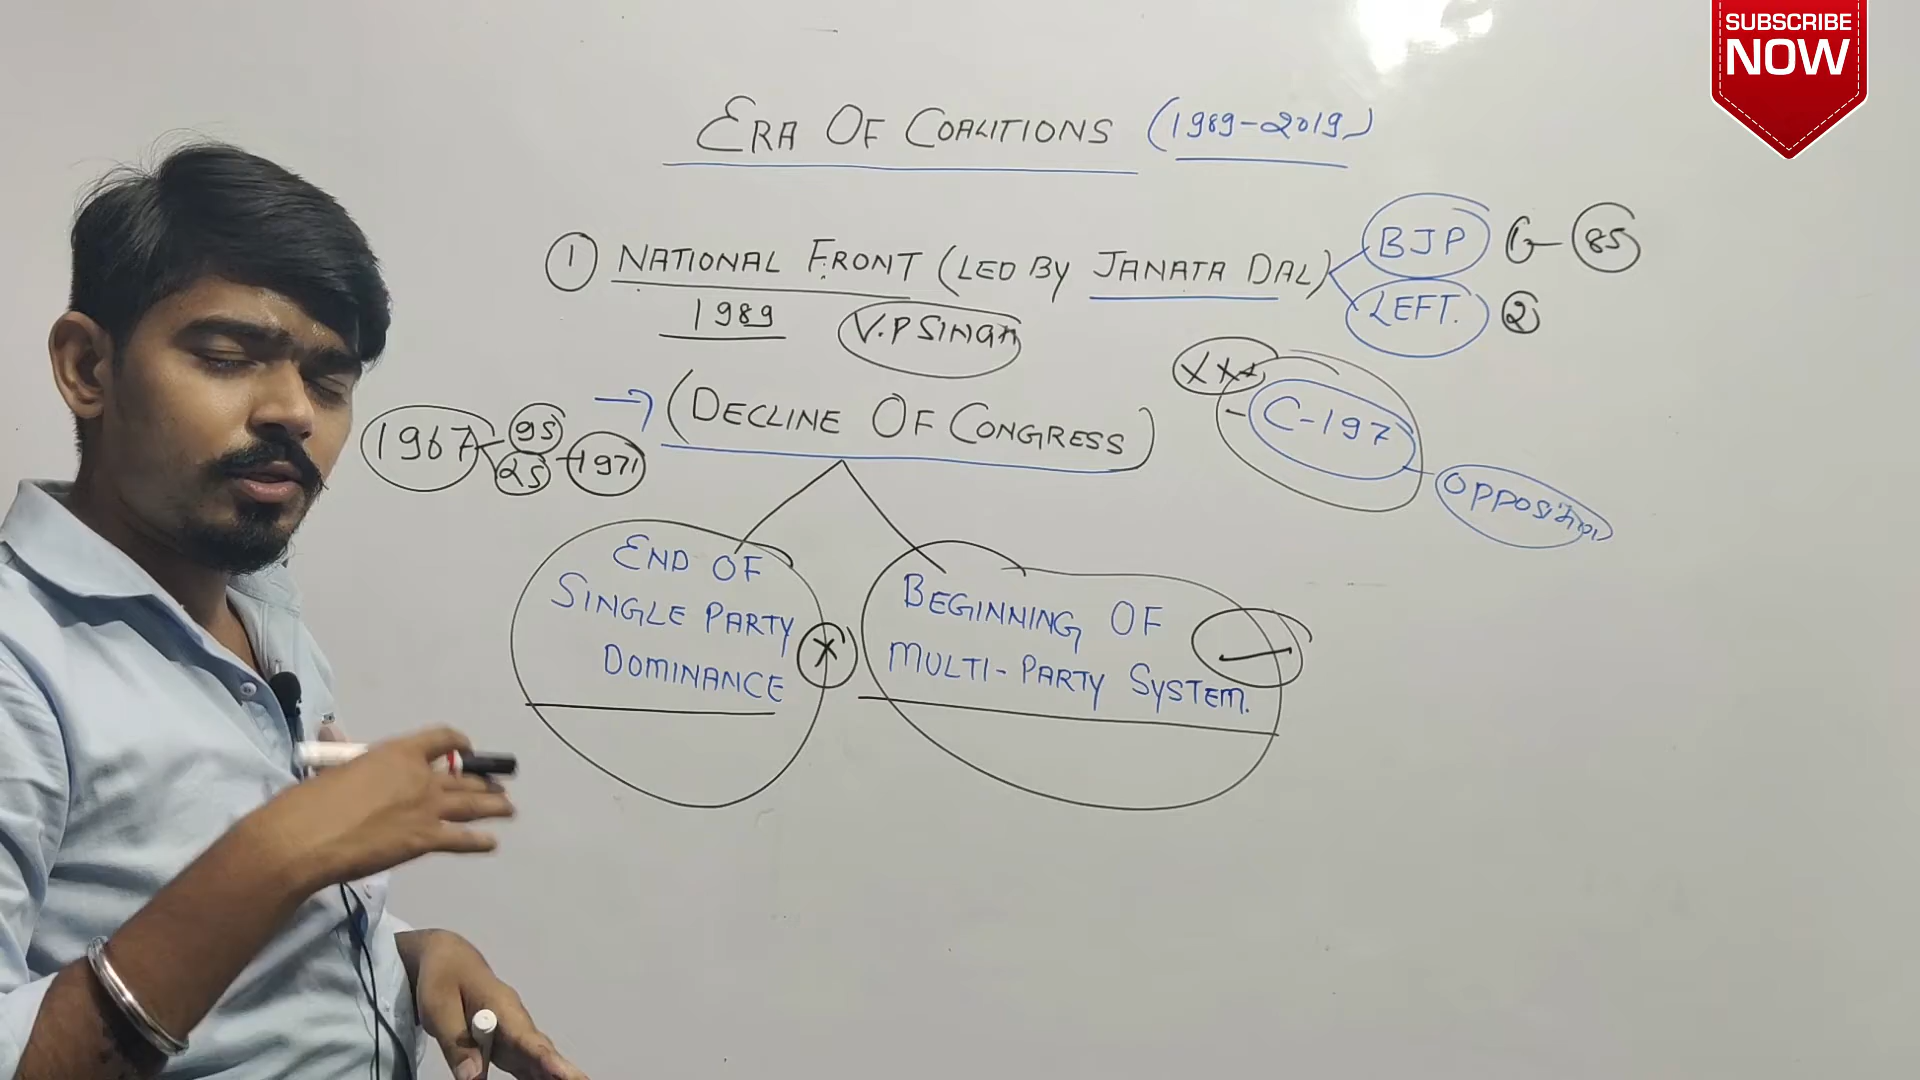 SUBSCRIBE
NOW
ERA OF COALITIONS (1989-2019)
① NATIONAL FRONT (LED BY JANATA DAL)
BJP ① - 85
LEFT. ②
1989 V.P SINGH
XXX
- C-197
OPPOSITION
→ (DECLINE OF CONGRESS)
1967 95
25 - 1971
END OF
SINGLE PARTY
DOMINANCE X
BEGINNING OF
MULTI-PARTY SYSTEM.